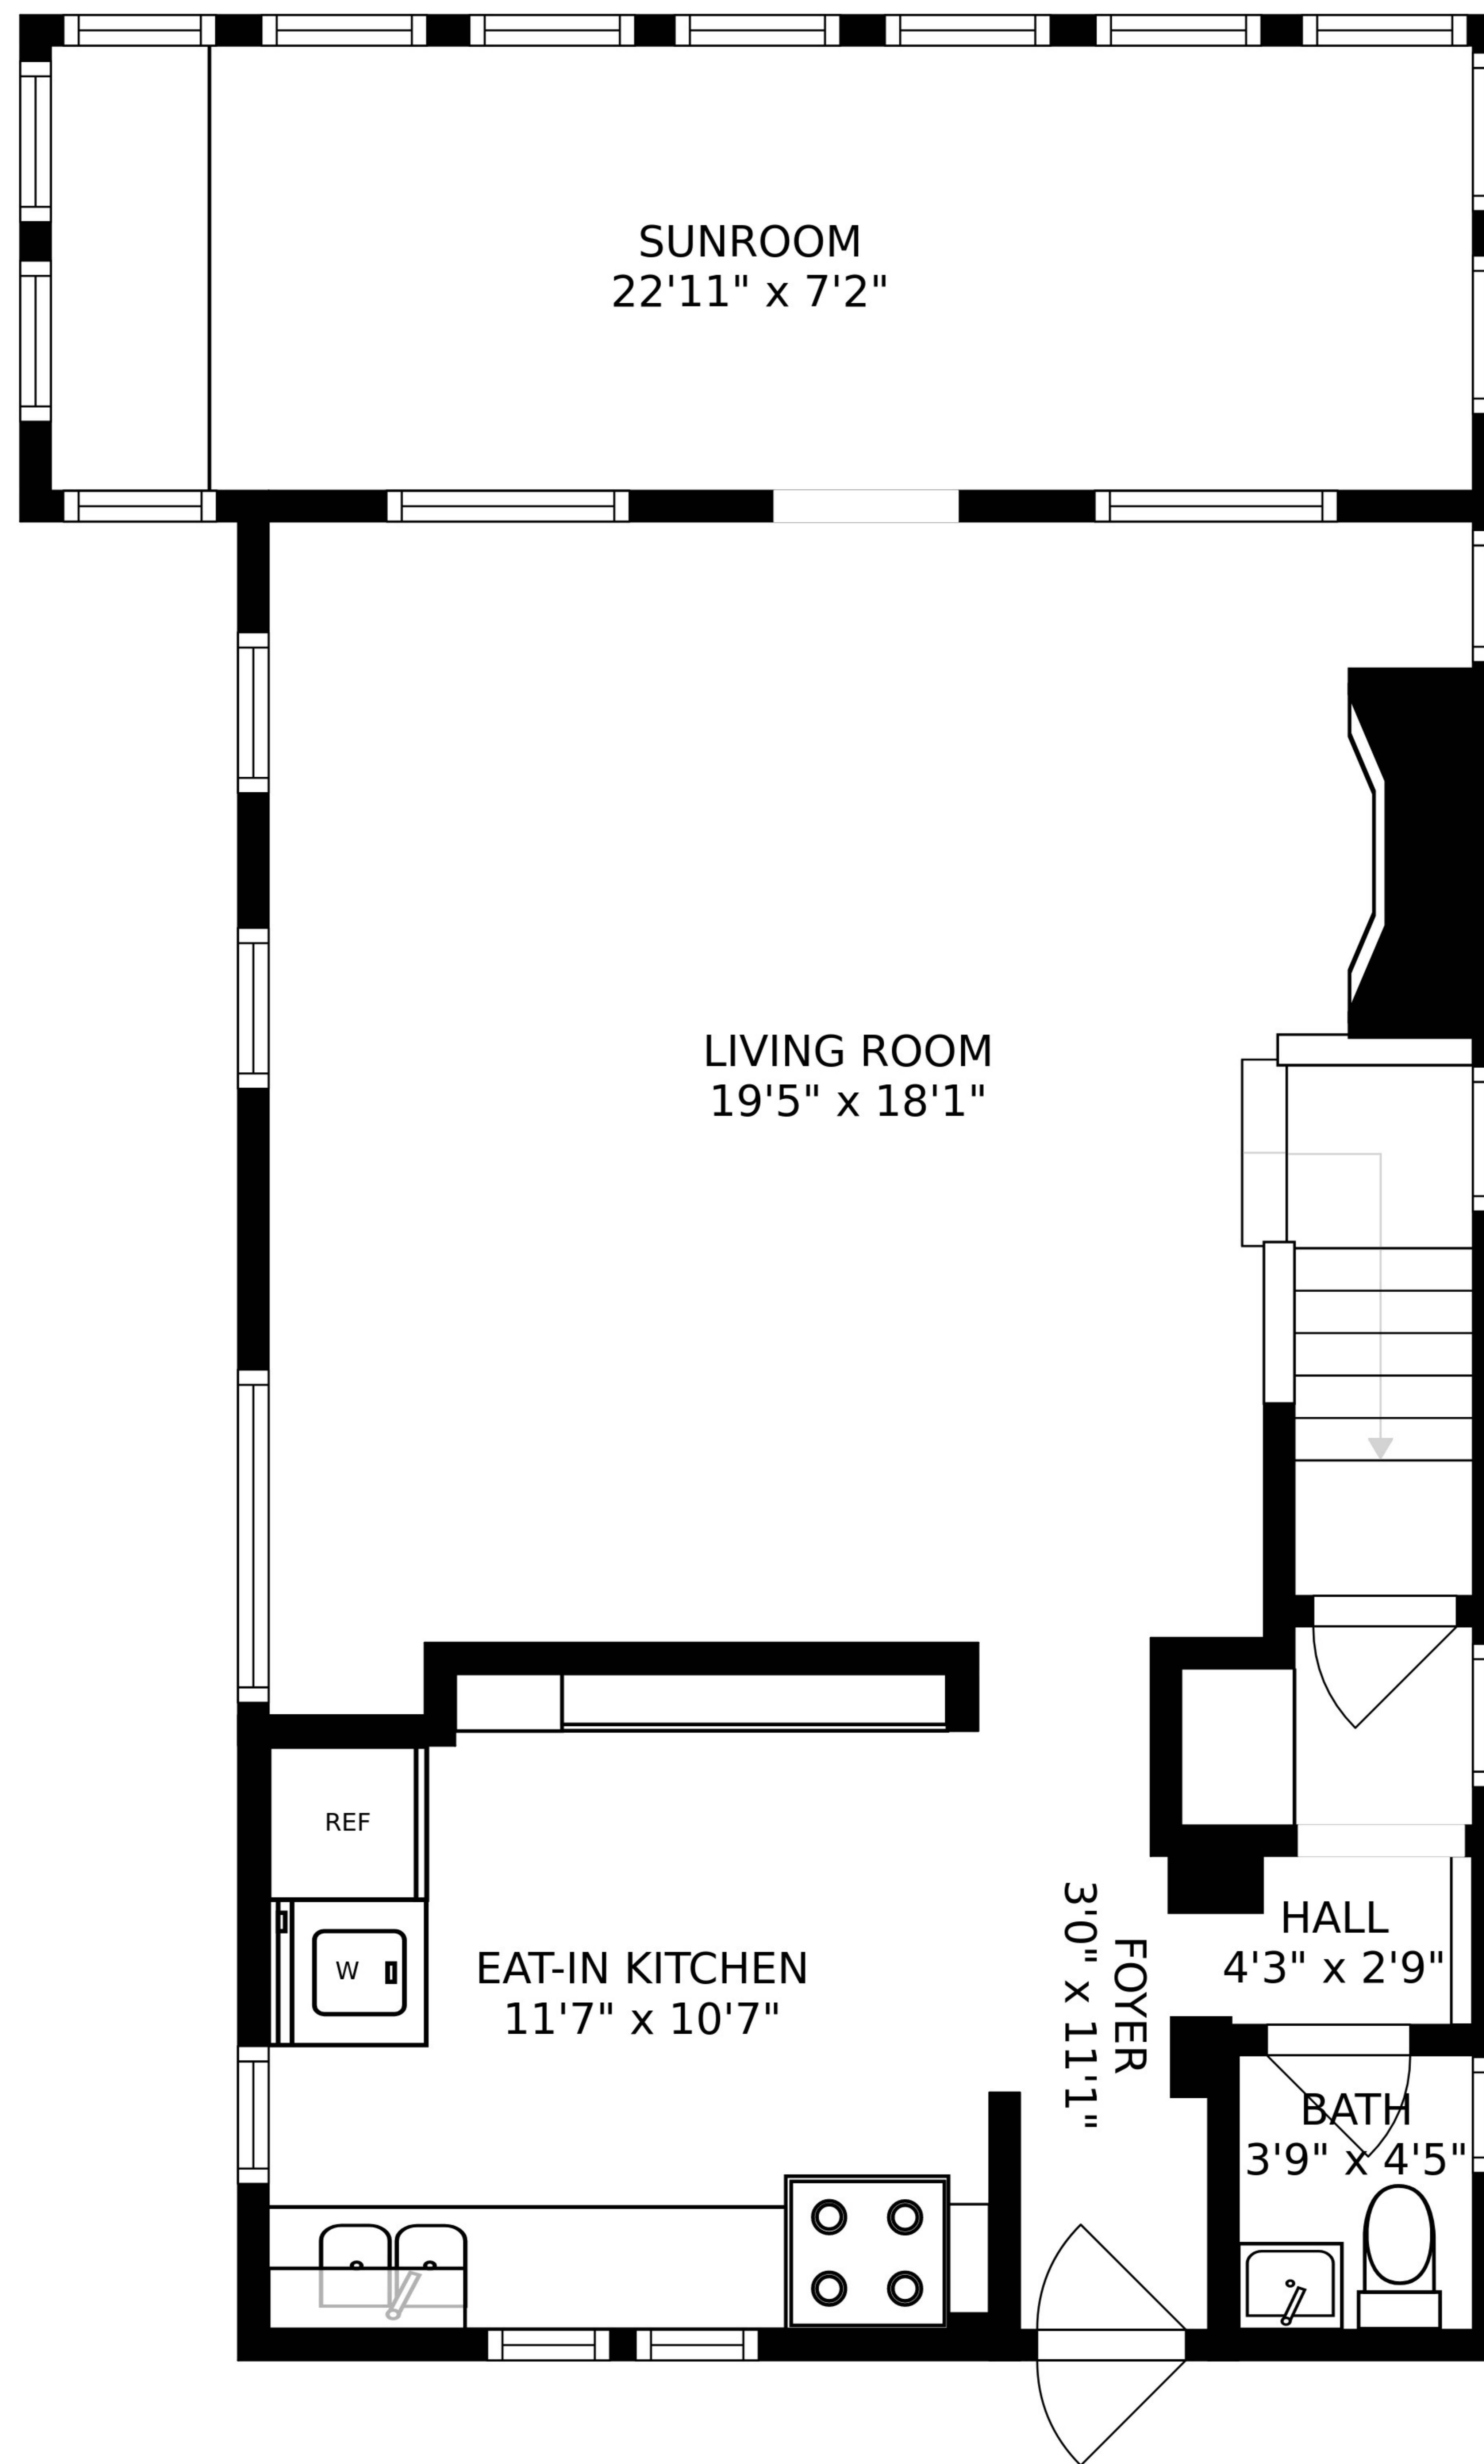 SUNROOM
22'11" x 7'2"
LIVING ROOM
19'5" x 18'1"
REF
W
EAT-IN KITCHEN
11'7" x 10'7"
FOYER
3'0" x 11'1"
HALL
4'3" x 2'9"
BATH
3'9" x 4'5"